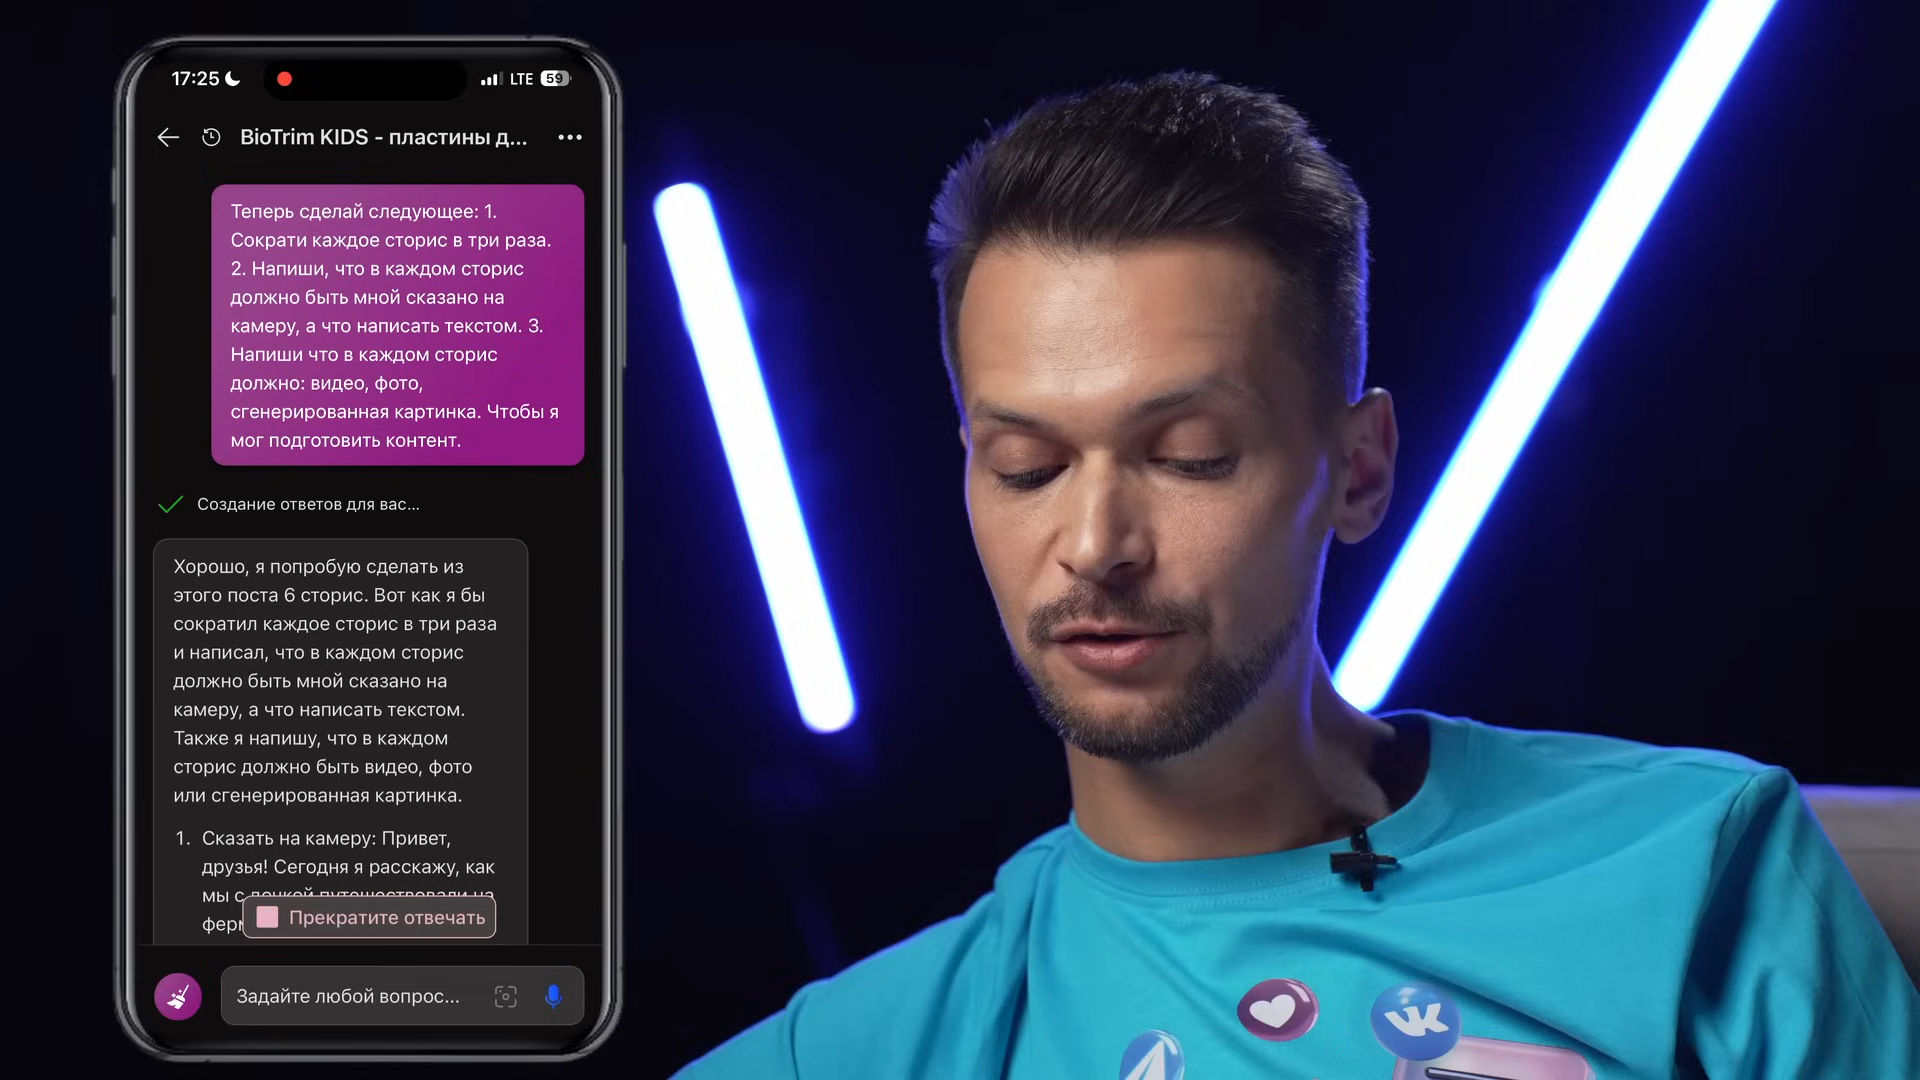 17:25 LTE 59
BioTrim KIDS - пластины д...
Теперь сделай следующее: 1.
Сократи каждое сторис в три раза.
2. Напиши, что в каждом сторис
должно быть мной сказано на
камеру, а что написать текстом. 3.
Напиши что в каждом сторис
должно: видео, фото,
сгенерированная картинка. Чтобы я
мог подготовить контент.
Создание ответов для вас...
Хорошо, я попробую сделать из
этого поста 6 сторис. Вот как я бы
сократил каждое сторис в три раза
и написал, что в каждом сторис
должно быть мной сказано на
камеру, а что написать текстом.
Также я напишу, что в каждом
сторис должно быть видео, фото
или сгенерированная картинка.
1. Сказать на камеру: Привет,
друзья! Сегодня я расскажу, как
мы с дочкой путешествовали на
Прекратите отвечать
Задайте любой вопрос...
VK